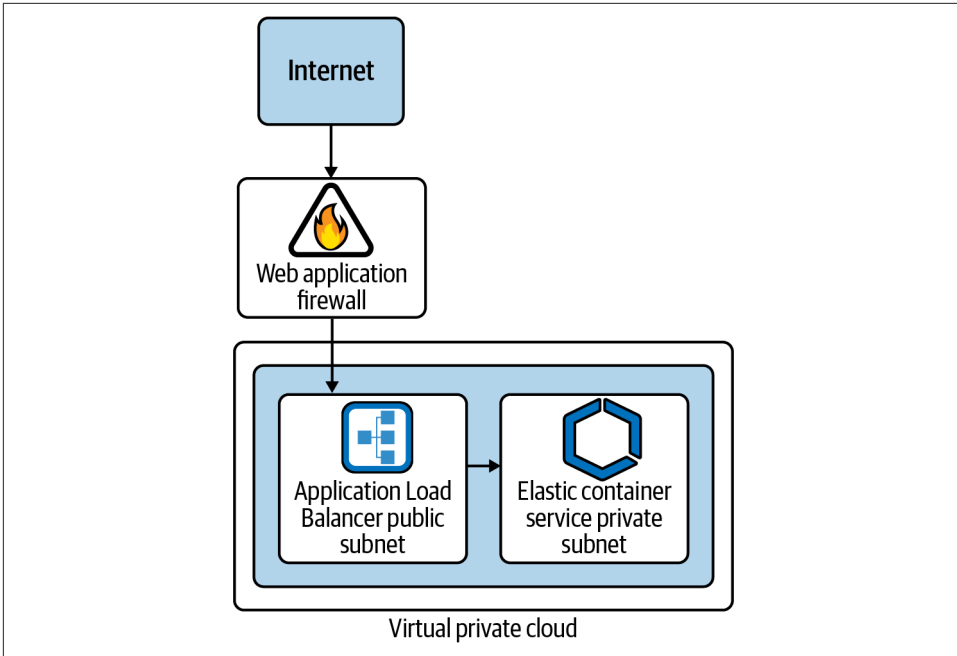 Internet
Web application
firewall
Application Load
Balancer public
subnet
Elastic container
service private
subnet
Virtual private cloud